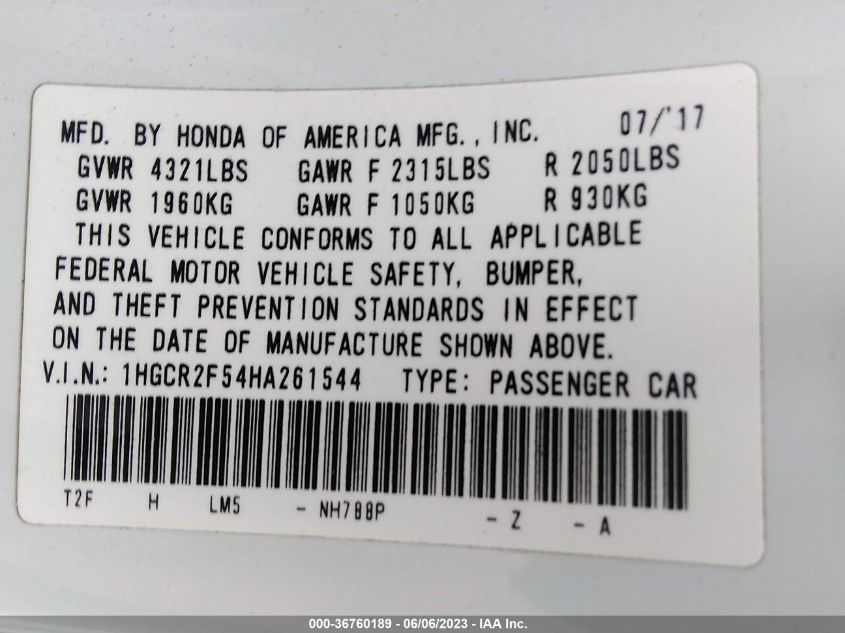 MFD. BY HONDA OF AMERICA MFG., INC. 07/'17
GVWR 4321LBS GAWR F 2315LBS R 2050LBS
GVWR 1960KG GAWR F 1050KG R 930KG
THIS VEHICLE CONFORMS TO ALL APPLICABLE
FEDERAL MOTOR VEHICLE SAFETY, BUMPER,
AND THEFT PREVENTION STANDARDS IN EFFECT
ON THE DATE OF MANUFACTURE SHOWN ABOVE.
V.I.N.: 1HGCR2F54HA261544 TYPE: PASSENGER CAR
T2F H LM5 - NH788P - Z - A
000-36760189 - 06/06/2023 - IAA Inc.